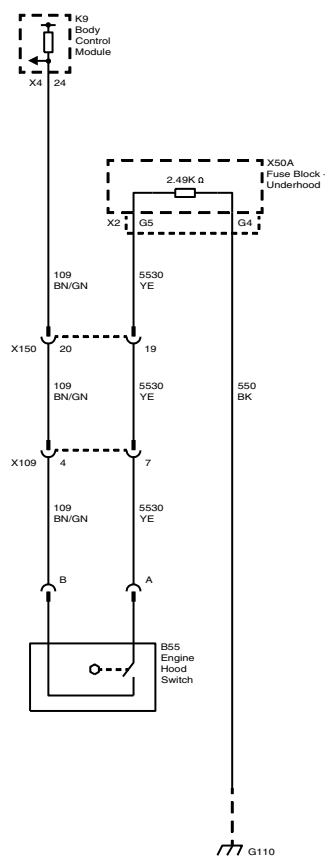 K9
Body
Control
Module
X4 24
X50A
Fuse Block -
Underhood
2.49K Ω
X2 G5 G4
109
BN/GN
5530
YE
X150 20 19
109
BN/GN
5530
YE
550
BK
X109 4 7
109
BN/GN
5530
YE
B A
B55
Engine
Hood
Switch
G110